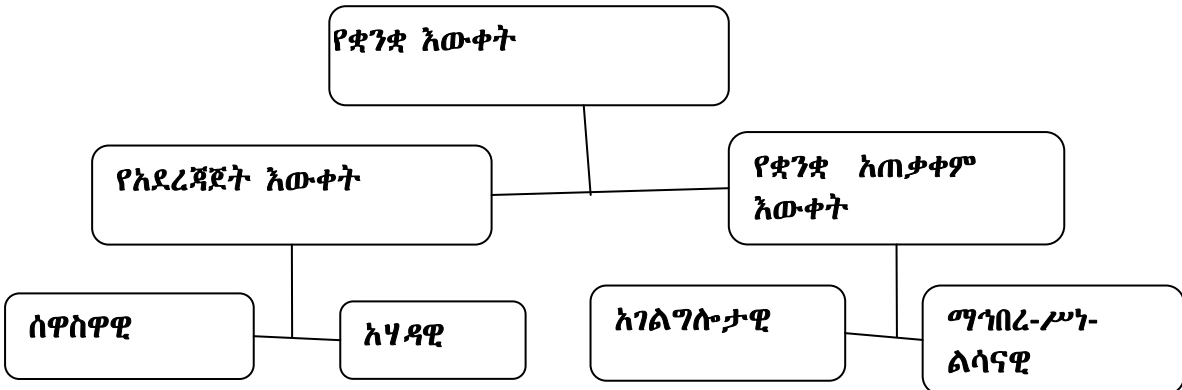 የቋንቋ እውቀት
የአደረጃጀት እውቀት
የቋንቋ አጠቃቀም
እውቀት
ሰዋስዋዊ
አሃዳዊ
አገልግሎታዊ
ማኅበረ-ሥነ-
ልሳናዊ